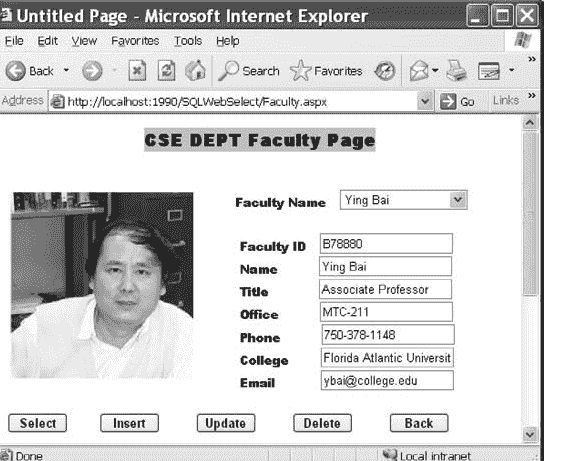 Untitled Page - Microsoft Internet Explorer
File Edit View Favorites Tools Help
Back Search Favorites »
Address http://localhost:1990/SQLWebSelect/Faculty.aspx Go Links »
CSE DEPT Faculty Page
Faculty Name Ying Bai
Faculty ID B78880
Name Ying Bai
Title Associate Professor
Office MTC-211
Phone 750-378-1148
College Florida Atlantic Universit
Email ybai@college.edu
Select Insert Update Delete Back
Done Local intranet